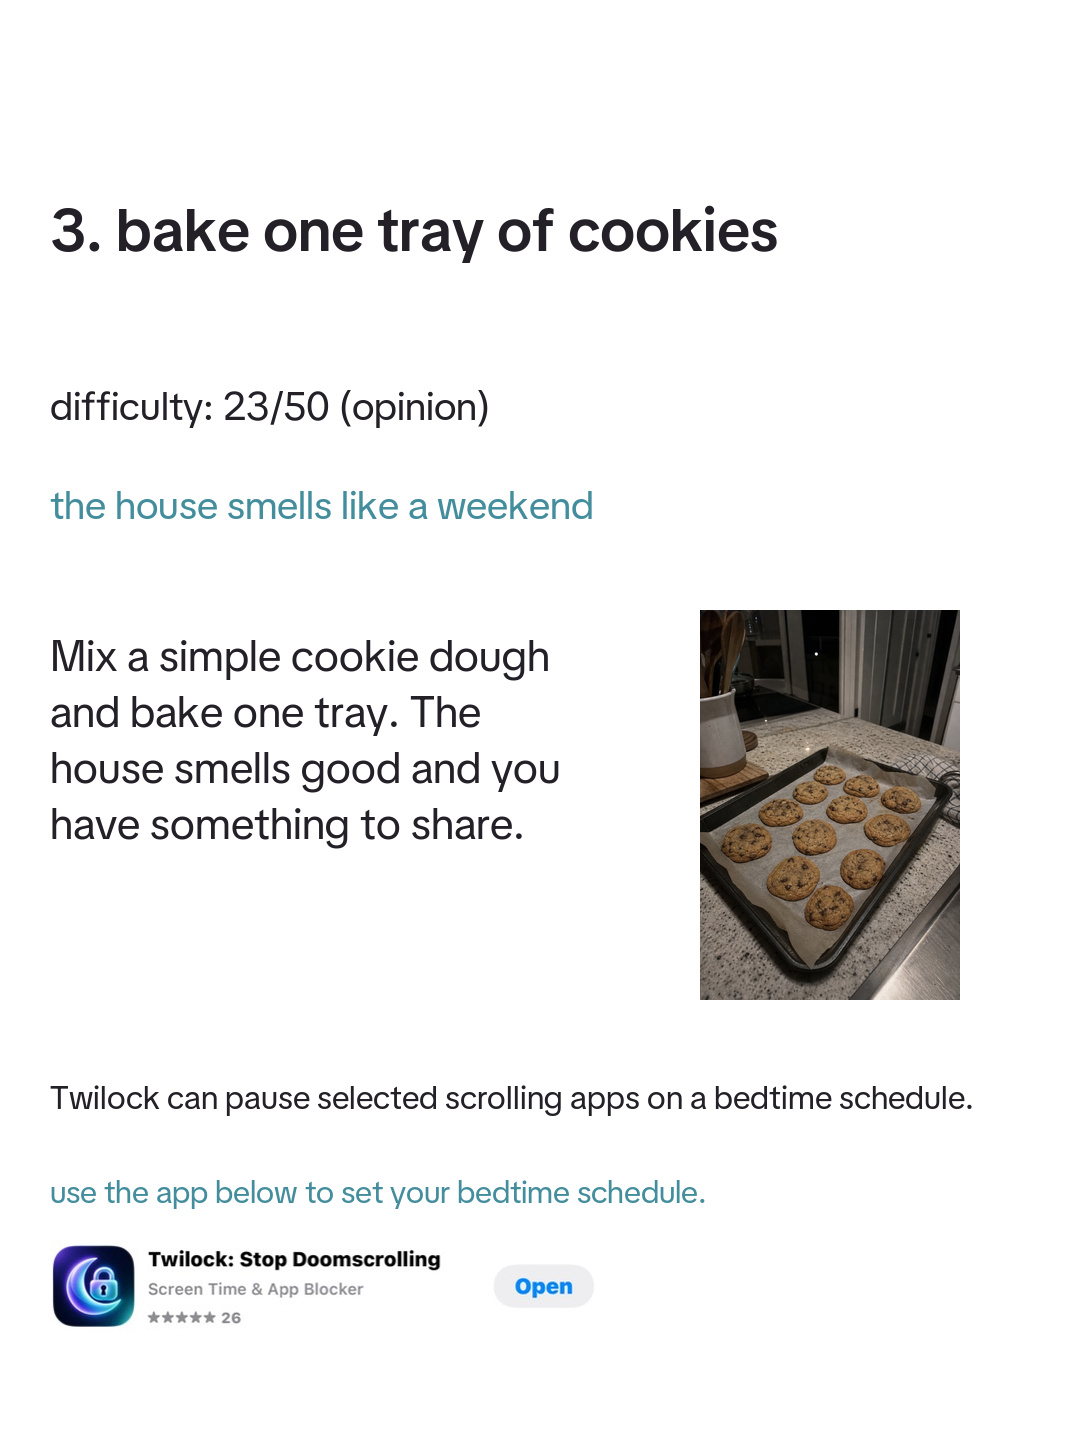 3. bake one tray of cookies
difficulty: 23/50 (opinion)
the house smells like a weekend
Mix a simple cookie dough
and bake one tray. The
house smells good and you
have something to share.
Twilock can pause selected scrolling apps on a bedtime schedule.
use the app below to set your bedtime schedule.
Twilock: Stop Doomscrolling
Screen Time & App Blocker
★★★★★ 26
Open